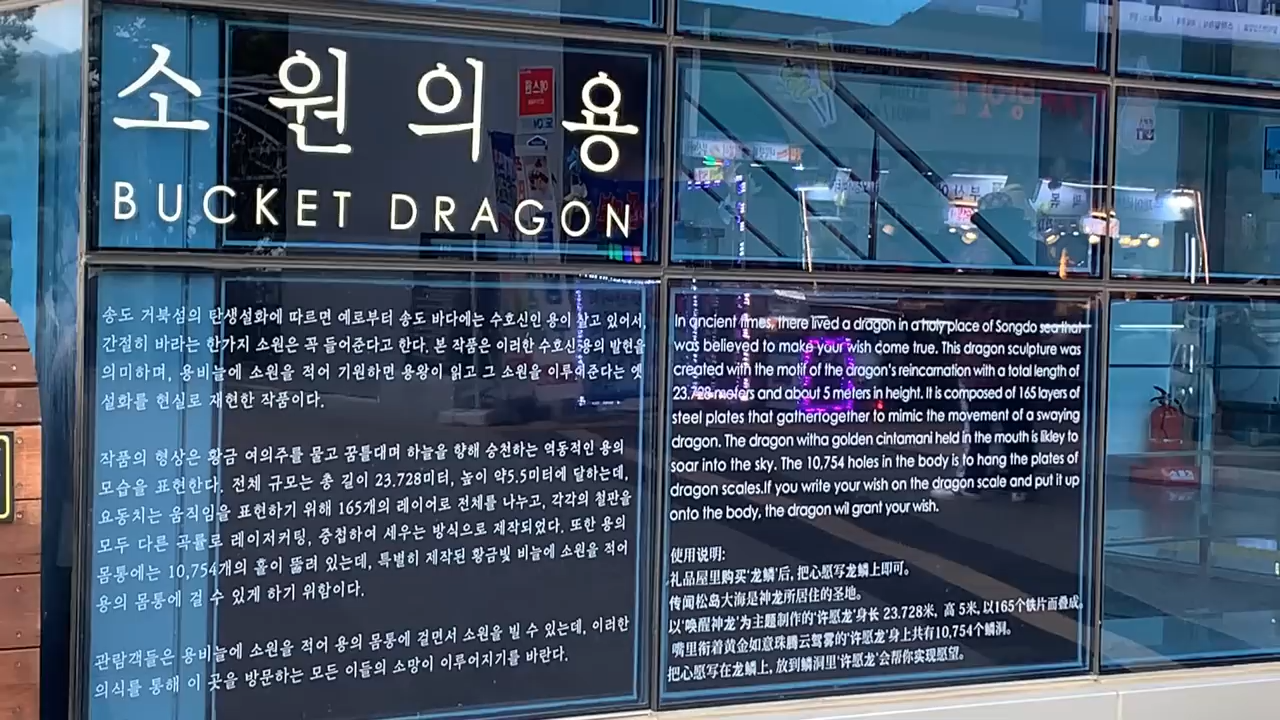 소원의용
BUCKET DRAGON
송도 거북섬의 탄생설화에 따르면 예로부터 송도 바다에는 수호신인 용이 살고 있어서,
간절히 바라는 한가지 소원은 꼭 들어준다고 한다. 본 작품은 이러한 수호신 용의 발현을
의미하며, 용비늘에 소원을 적어 기원하면 용왕이 읽고 그 소원을 이루어준다는 옛
설화를 현실로 재현한 작품이다.
작품의 형상은 황금 여의주를 물고 꿈틀대며 하늘을 향해 승천하는 역동적인 용의
모습을 표현한다. 전체 규모는 총 길이 23.728미터, 높이 약5.5미터에 달하는데,
요동치는 움직임을 표현하기 위해 165개의 레이어로 전체를 나누고, 각각의 철판을
모두 다른 곡률로 레이저커팅, 중첩하여 세우는 방식으로 제작되었다. 또한 용의
몸통에는 10,754개의 홀이 뚫려 있는데, 특별히 제작된 황금빛 비늘에 소원을 적어
용의 몸통에 걸 수 있게 하기 위함이다.
관람객들은 용비늘에 소원을 적어 용의 몸통에 걸면서 소원을 빌 수 있는데, 이러한
의식를 통해 이 곳을 방문하는 모든 이들의 소망이 이루어지기를 바란다.
In ancient times, there lived a dragon in a holy place of Songdo sea that
was believed to make your wish come true. This dragon sculpture was
created with the motif of the dragon's reincarnation with a total length of
23,728 meters and about 5 meters in height. It is composed of 165 layers of
steel plates that gathertogether to mimic the movement of a swaying
dragon. The dragon witha golden cintamani held in the mouth is likley to
soar into the sky. The 10,754 holes in the body is to hang the plates of
dragon scales.If you write your wish on the dragon scale and put it up
onto the body, the dragon wil grant your wish.
使用说明:
礼品屋里购买'龙鳞'后, 把心愿写龙鳞上即可。
传闻松岛大海是神龙所居住的圣地。
以'唤醒神龙'为主题制作的'许愿龙'身长 23.728米, 高 5米, 以165个铁片而叠成。
嘴里衔着黄金如意珠腾云驾雾的'许愿龙'身上共有10,754个鳞洞。
把心愿写在龙鳞上, 放到鳞洞里'许愿龙'会帮你实现愿望。